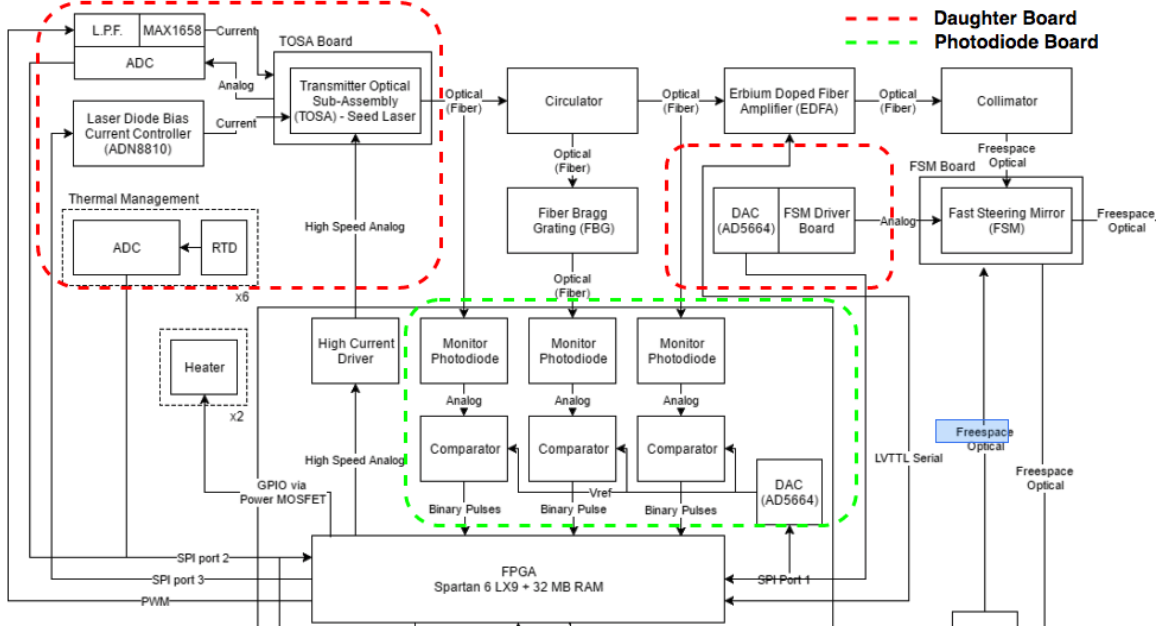 Daughter Board
Photodiode Board
L.P.F.
MAX1658
Current
ADC
Analog
TOSA Board
Transmitter Optical
Sub-Assembly
(TOSA) - Seed Laser
Optical
(Fiber)
Circulator
Optical
(Fiber)
Erbium Doped Fiber
Amplifier (EDFA)
Optical
(Fiber)
Collimator
Laser Diode Bias
Current Controller
(ADN8810)
Current
Optical
(Fiber)
Freespace
Optical
FSM Board
Thermal Management
ADC
RTD
x6
High Speed Analog
Fiber Bragg
Grating (FBG)
DAC
(AD5664)
FSM Driver
Board
Analog
Fast Steering Mirror
(FSM)
Freespace
Optical
Optical
(Fiber)
Heater
x2
High Current
Driver
Monitor
Photodiode
Monitor
Photodiode
Monitor
Photodiode
Analog
Analog
Analog
Comparator
Comparator
Comparator
Freespace
Optical
High Speed Analog
LVTTL Serial
Freespace
Optical
GPIO via
Power MOSFET
Vref
DAC
(AD5664)
Binary Pulses
Binary Pulse
Binary Pulses
SPI port 2
SPI port 3
PWM
FPGA
Spartan 6 LX9 + 32 MB RAM
SPI Port 1